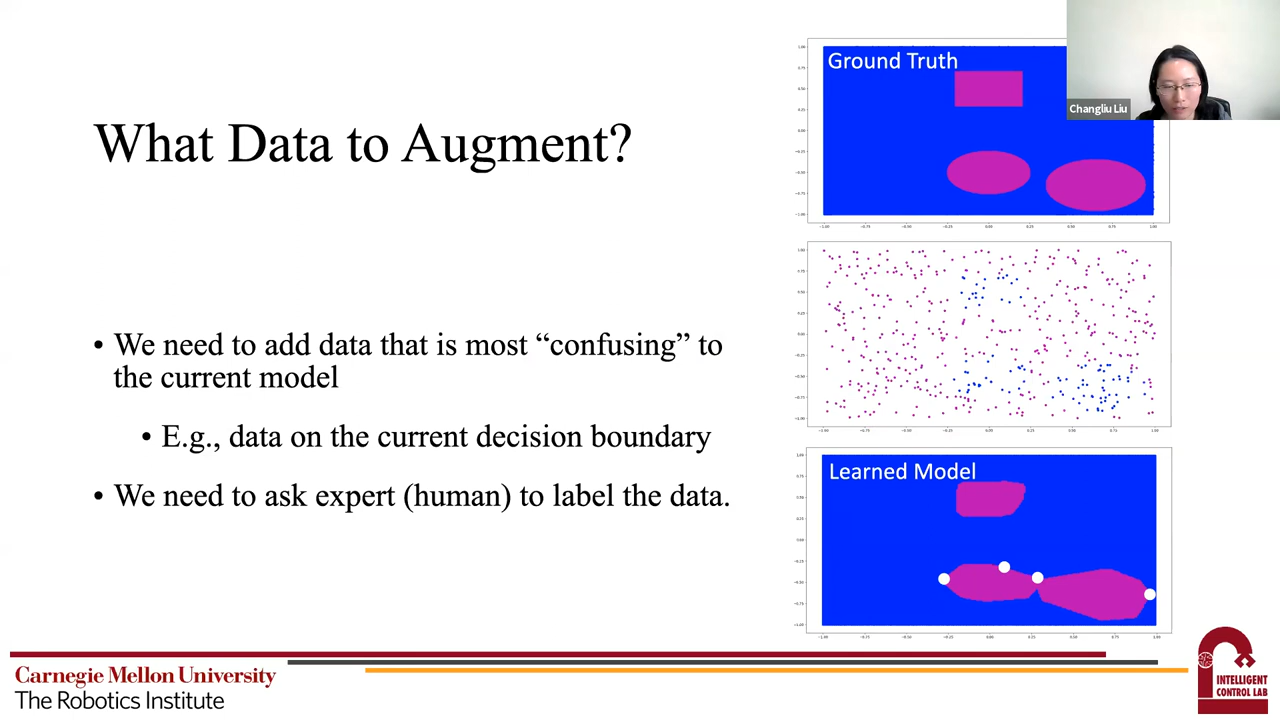 What Data to Augment?
• We need to add data that is most “confusing” to
the current model
• E.g., data on the current decision boundary
• We need to ask expert (human) to label the data.
Ground Truth
Changliu Liu
Learned Model
Carnegie Mellon University
The Robotics Institute
INTELLIGENT
CONTROL LAB